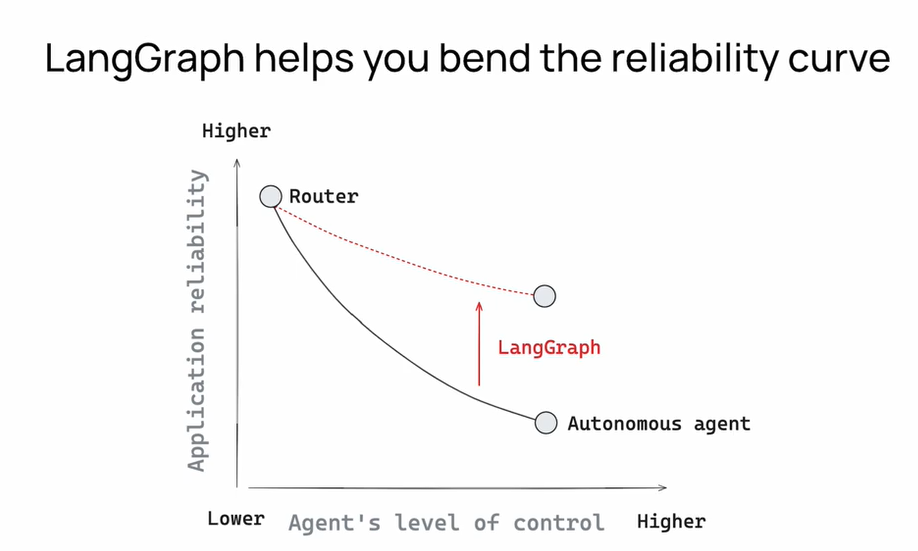 LangGraph helps you bend the reliability curve
Higher
Application reliability
Router
LangGraph
Autonomous agent
Lower
Agent's level of control
Higher